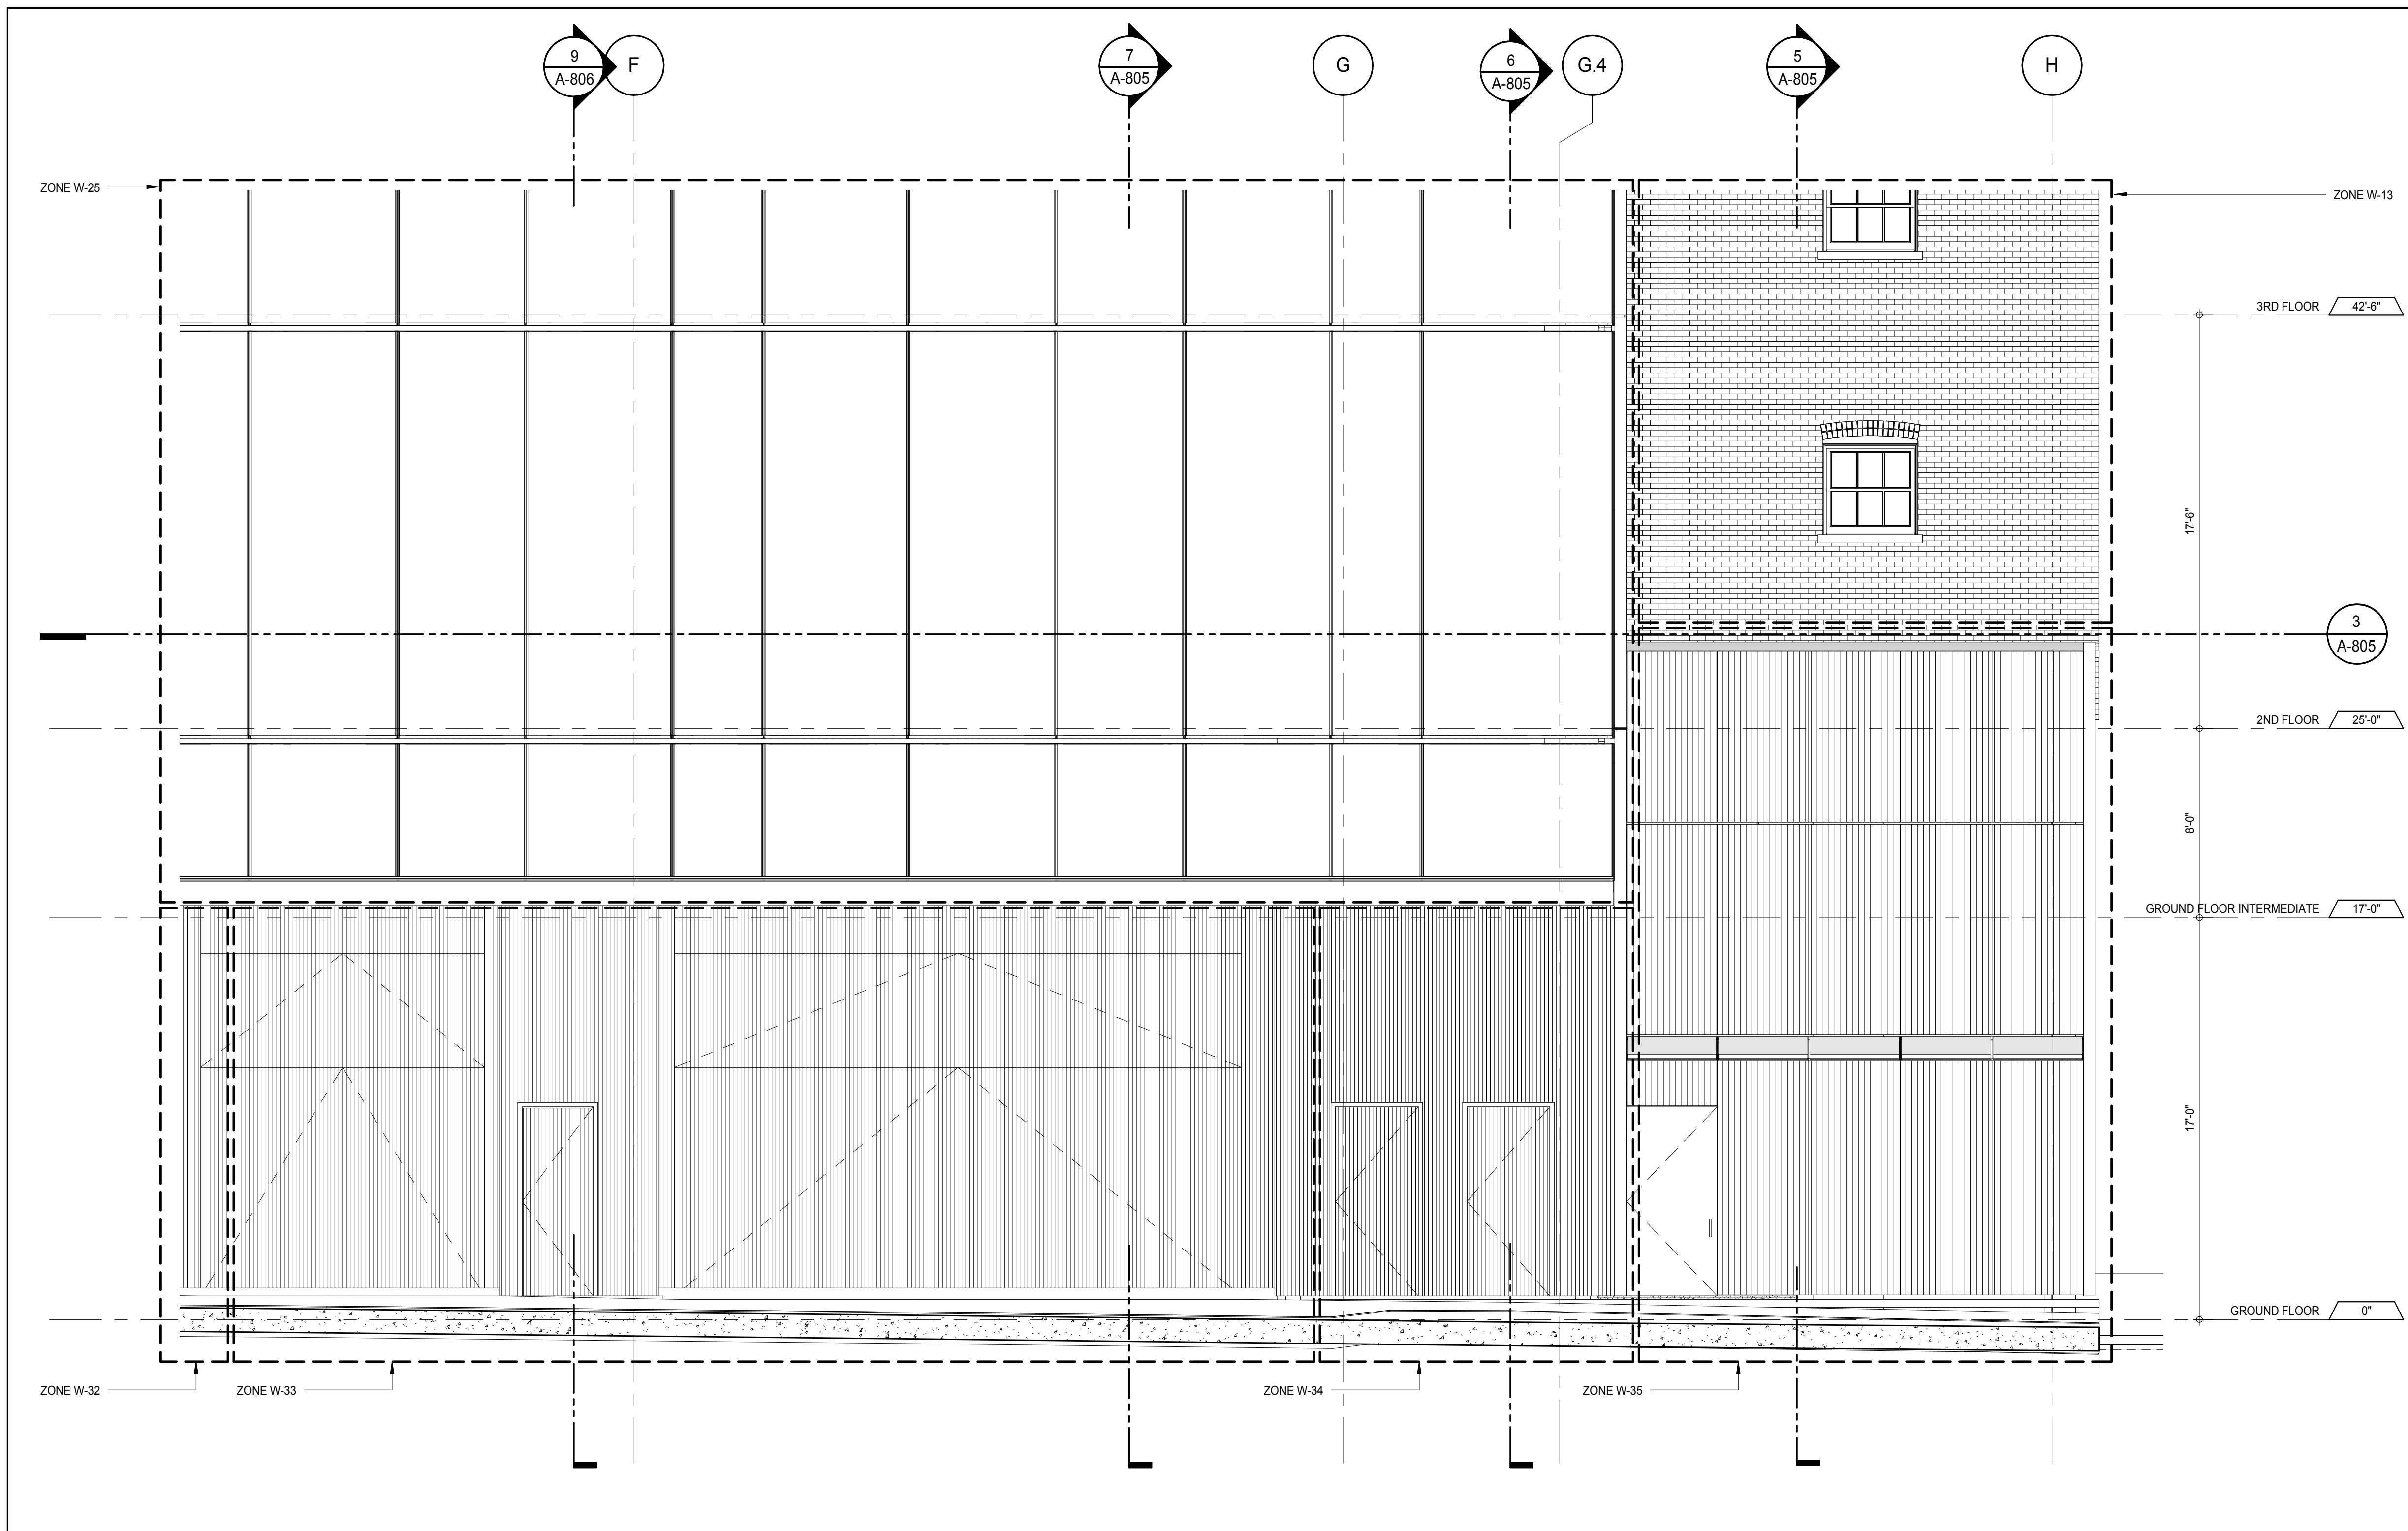 9
A-806
F
7
A-805
G
6
A-805
G.4
5
A-805
H
ZONE W-25
ZONE W-13
3RD FLOOR 42'-6"
17'-6"
3
A-805
2ND FLOOR 25'-0"
8'-0"
GROUND FLOOR INTERMEDIATE 17'-0"
17'-0"
GROUND FLOOR 0"
ZONE W-32
ZONE W-33
ZONE W-34
ZONE W-35